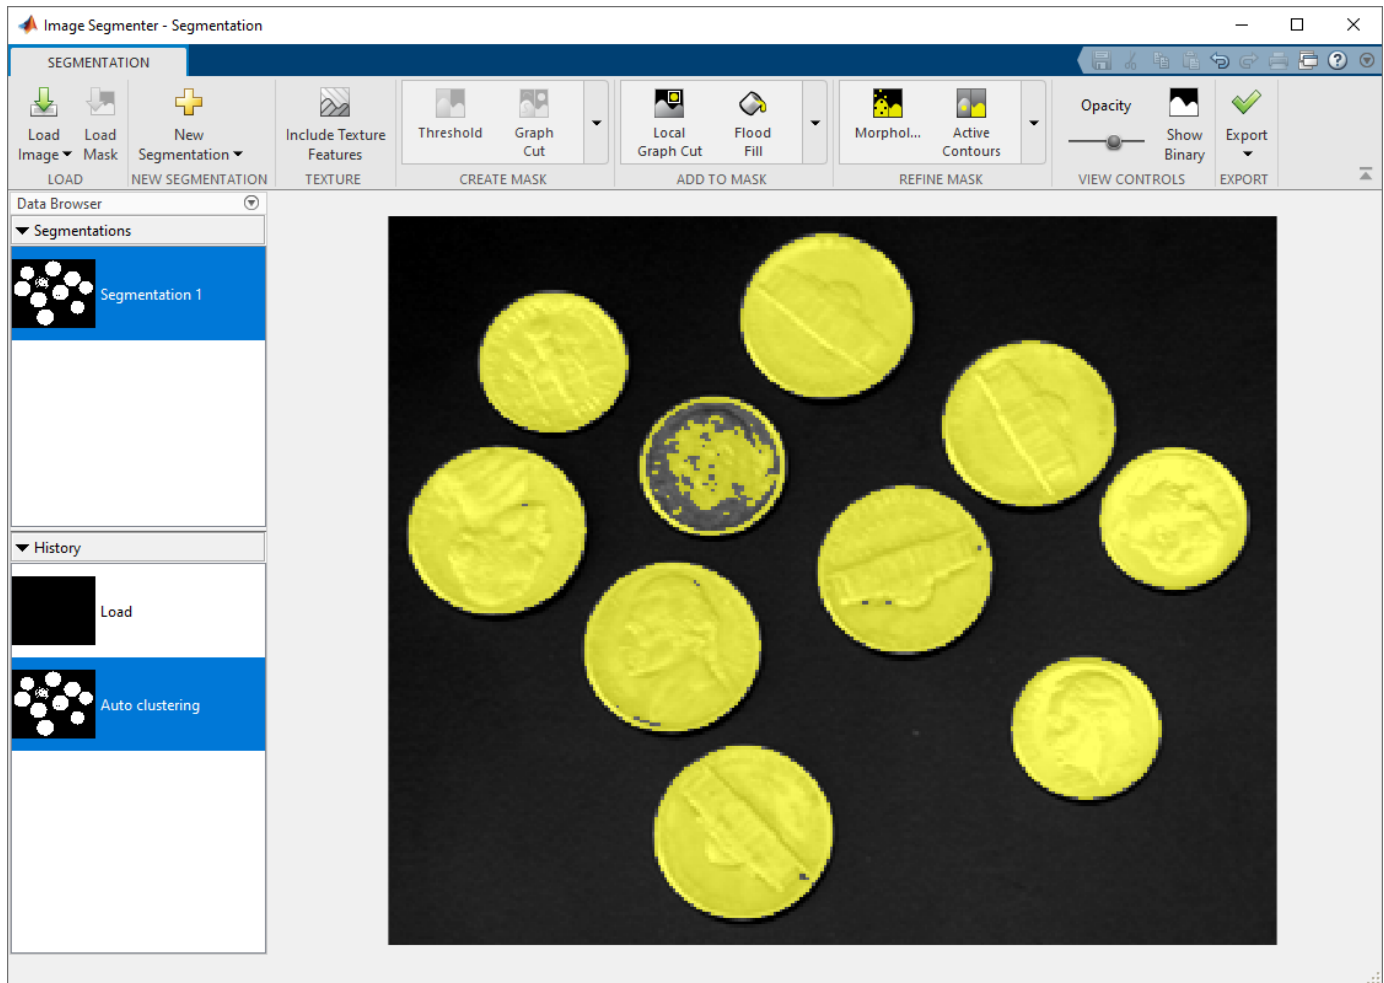 Image Segmenter - Segmentation
SEGMENTATION
Load
Image
Load
Mask
New
Segmentation
Include Texture
Features
Threshold
Graph
Cut
Local
Graph Cut
Flood
Fill
Morphol...
Active
Contours
Opacity
Show
Binary
Export
LOAD
NEW SEGMENTATION
TEXTURE
CREATE MASK
ADD TO MASK
REFINE MASK
VIEW CONTROLS
EXPORT
Data Browser
Segmentations
Segmentation 1
History
Load
Auto clustering